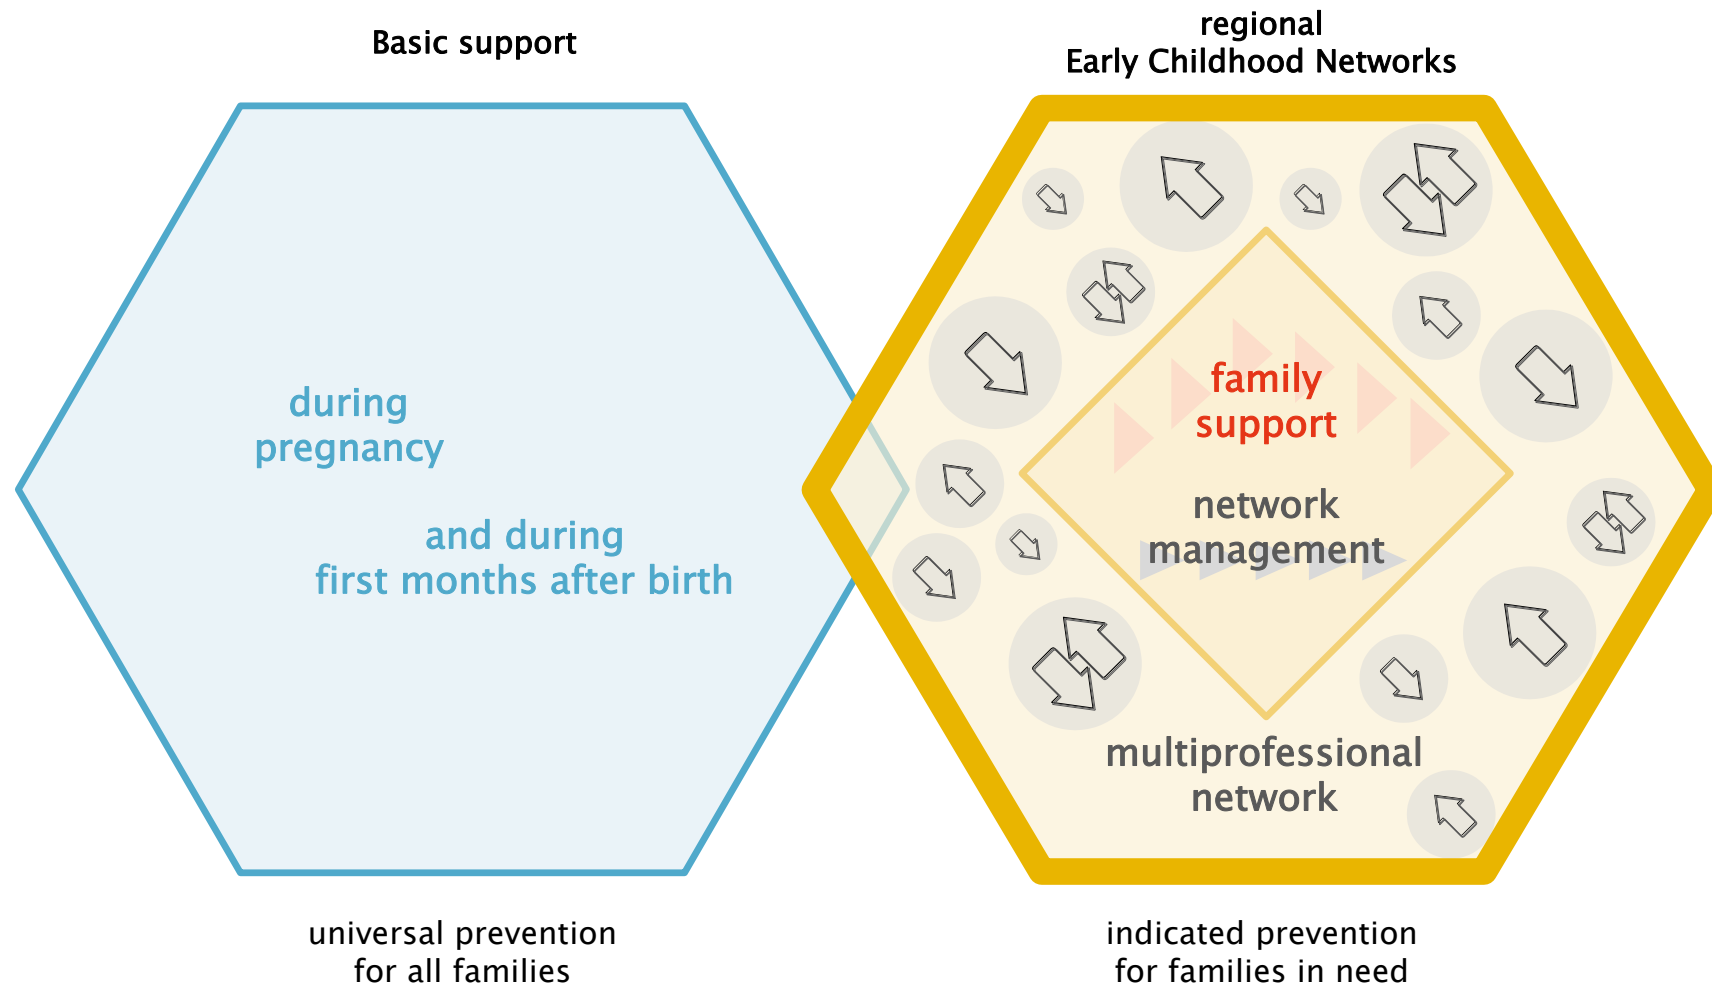 Basic support
regional
Early Childhood Networks
during
pregnancy
and during
first months after birth
family
support
network
management
multiprofessional
network
universal prevention
for all families
indicated prevention
for families in need